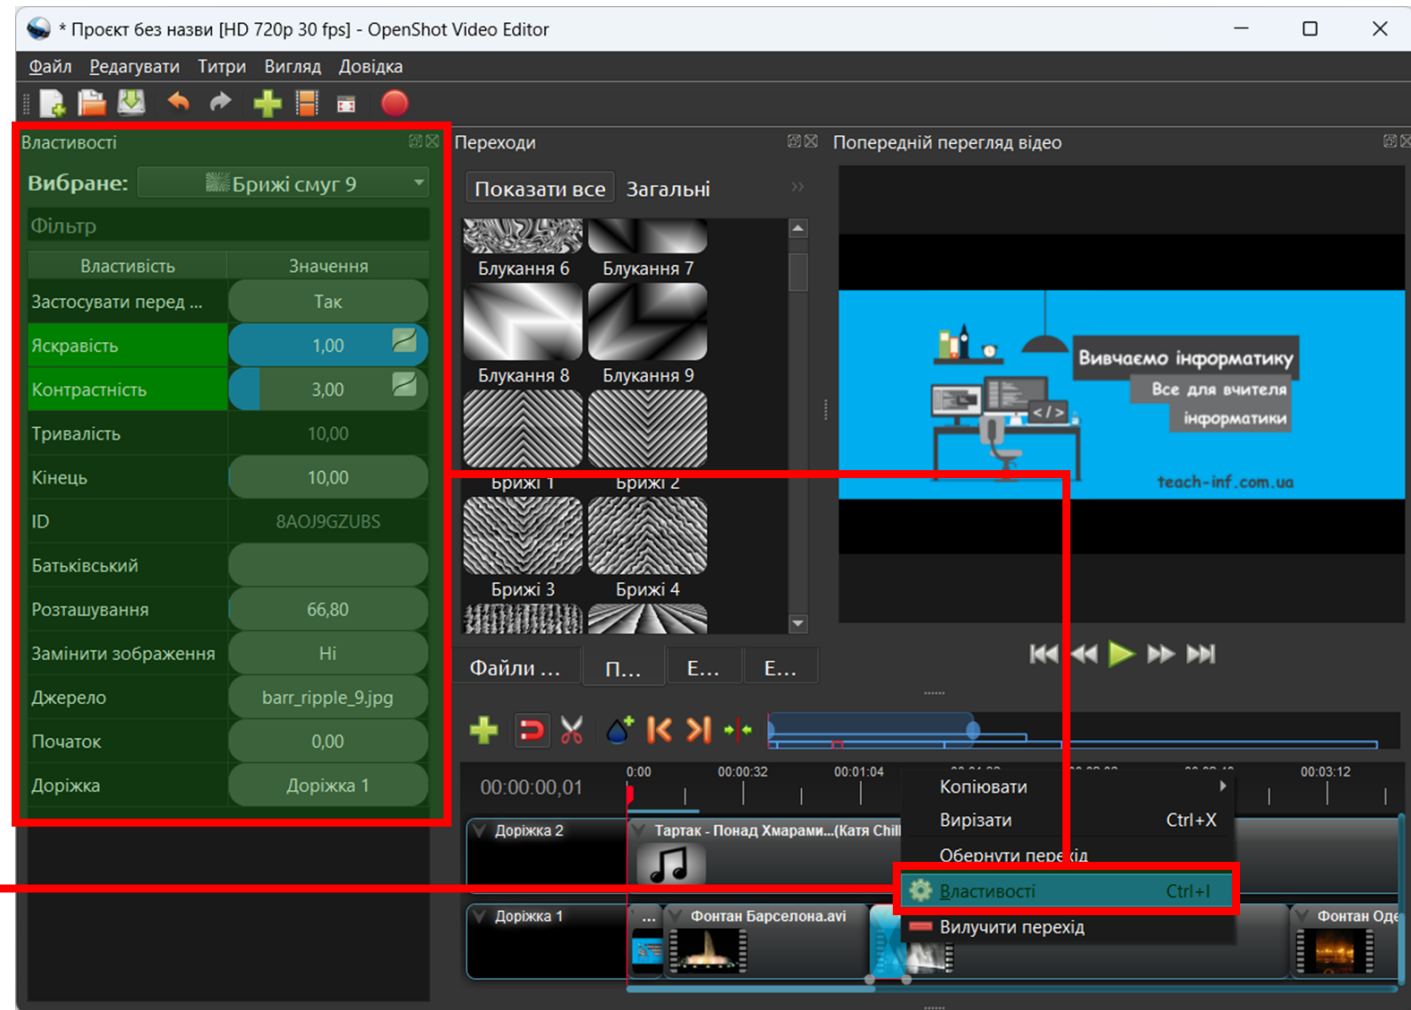 * Проєкт без назви [HD 720p 30 fps] - OpenShot Video Editor
Файл Редагувати Титри Вигляд Довідка
Властивості
Вибране: Брижі смуг 9
Фільтр
Властивість Значення
Застосувати перед ... Так
Яскравість 1,00
Контрастність 3,00
Тривалість 10,00
Кінець 10,00
ID 8AOJ9GZUBS
Батьківський
Розташування 66,80
Замінити зображення Ні
Джерело barr_ripple_9.jpg
Початок 0,00
Доріжка Доріжка 1
Переходи
Показати все Загальні
Блукання 6 Блукання 7
Блукання 8 Блукання 9
Брижі 1 Брижі 2
Брижі 3 Брижі 4
Файли ... П... Е... Е...
Попередній перегляд відео
Вивчаємо інформатику
Все для вчителя
інформатики
</>
teach-inf.com.ua
00:00:00,01
0:00 00:00:32 00:01:04 00:03:12
Доріжка 2 Тартак - Понад Хмарами...(Катя Chill
Доріжка 1 ... Фонтан Барселона.avi Фонтан Оде
Копіювати
Вирізати Ctrl+X
Обернути перехід
Властивості Ctrl+I
Вилучити перехід